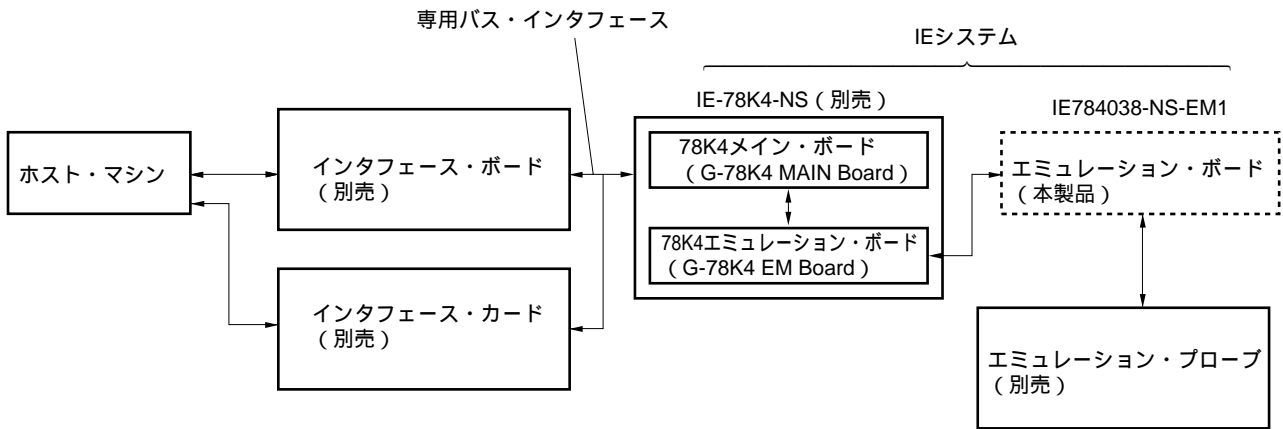 専用バス・インタフェース
IEシステム
IE-78K4-NS（別売）
IE784038-NS-EM1
ホスト・マシン
インタフェース・ボード
（別売）
78K4メイン・ボード
（G-78K4 MAIN Board）
エミュレーション・ボード
（本製品）
78K4エミュレーション・ボード
（G-78K4 EM Board）
インタフェース・カード
（別売）
エミュレーション・プローブ
（別売）